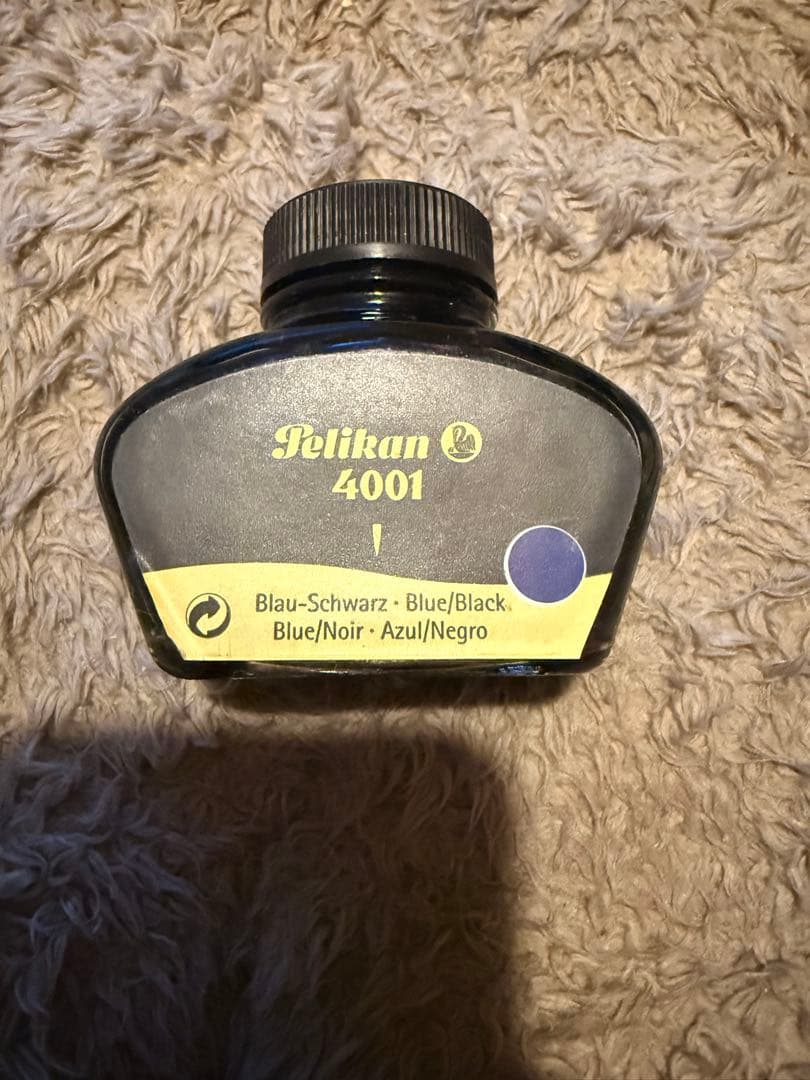 Pelikan
4001
Blau-Schwarz · Blue/Black
Blue/Noir · Azul/Negro